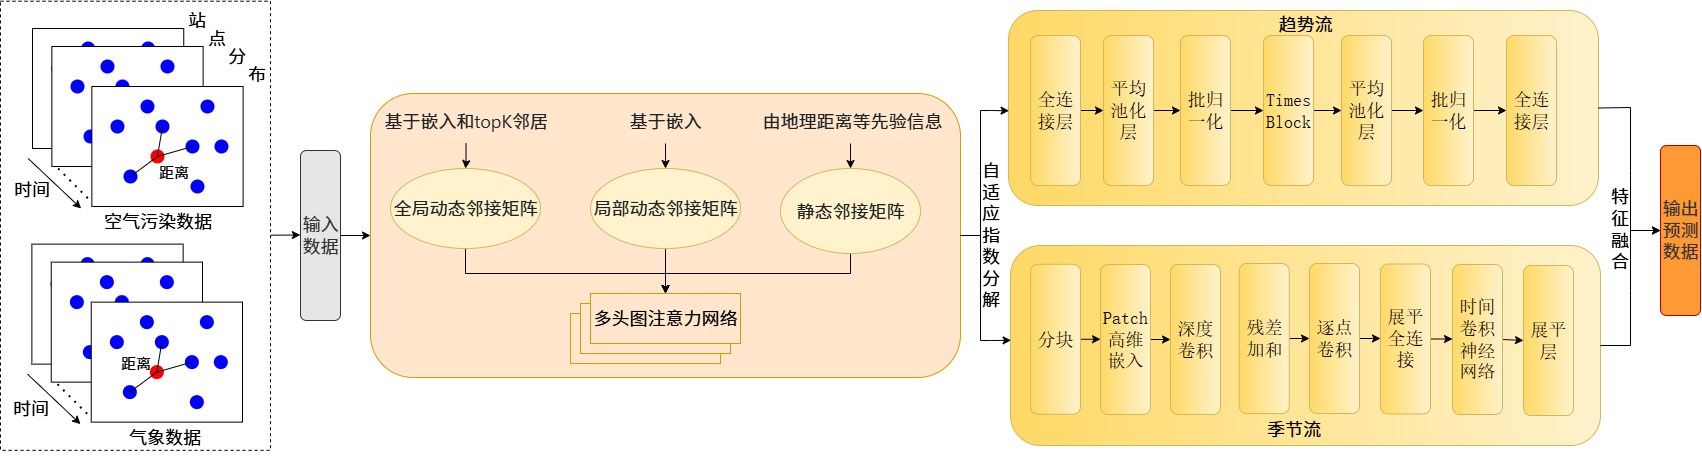 站
点
分
布
距离
时间
空气污染数据
距离
时间
气象数据
输入
数据
基于嵌入和topK邻居
基于嵌入
由地理距离等先验信息
全局动态邻接矩阵
局部动态邻接矩阵
静态邻接矩阵
多头图注意力网络
自
适
应
指
数
分
解
趋势流
全连
接层
平均
池化
层
批归
一化
Times
Block
平均
池化
层
批归
一化
全连
接层
分块
Patch
高维
嵌入
深度
卷积
残差
加和
逐点
卷积
展平
全连
接
时间
卷积
神经
网络
展平
层
季节流
特
征
融
合
输出
预测
数据